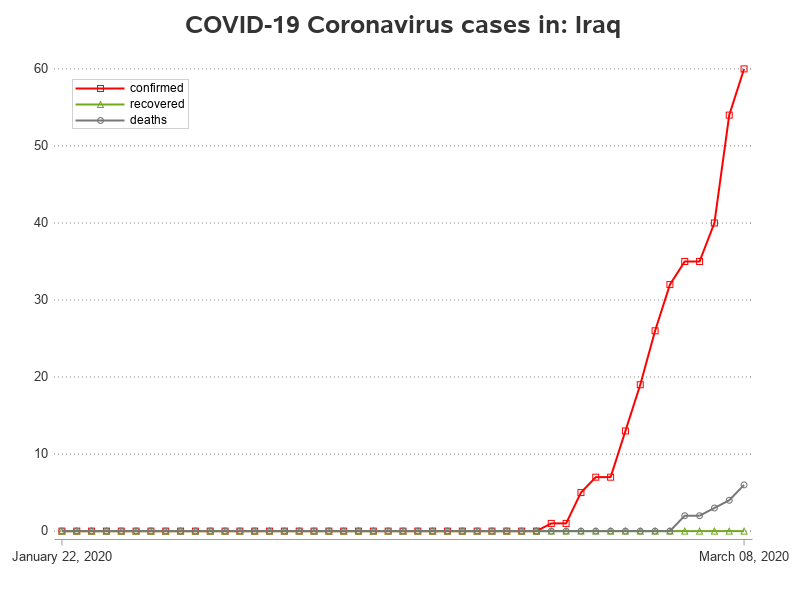 COVID-19 Coronavirus cases in: Iraq
60
confirmed
recovered
deaths
50
40
30
20
10
0
January 22, 2020
March 08, 2020